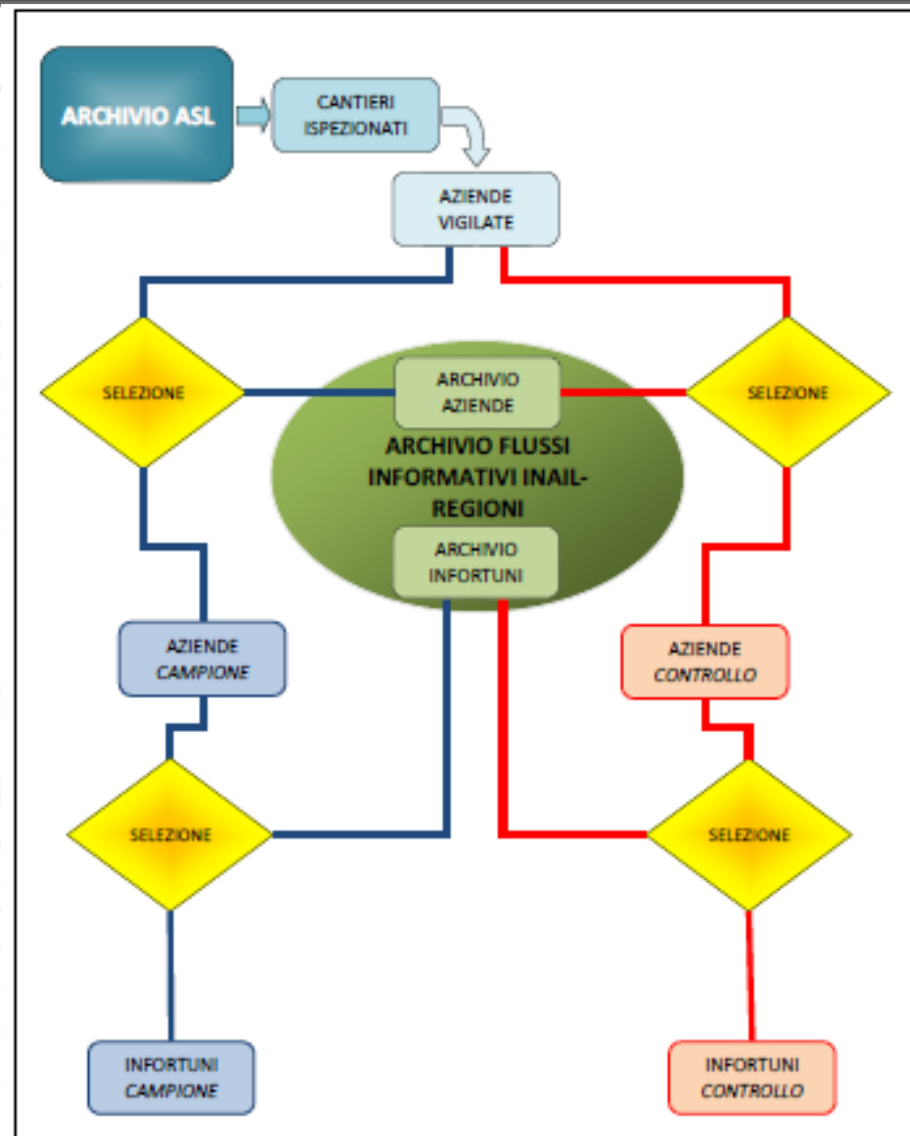 ARCHIVIO ASL
CANTIERI
ISPEZIONATI
AZIENDE
VIGILATE
SELEZIONE
ARCHIVIO
AZIENDE
SELEZIONE
ARCHIVIO FLUSSI
INFORMATIVI INAIL-
REGIONI
ARCHIVIO
INFORTUNI
AZIENDE
CAMPIONE
AZIENDE
CONTROLLO
SELEZIONE
SELEZIONE
INFORTUNI
CAMPIONE
INFORTUNI
CONTROLLO